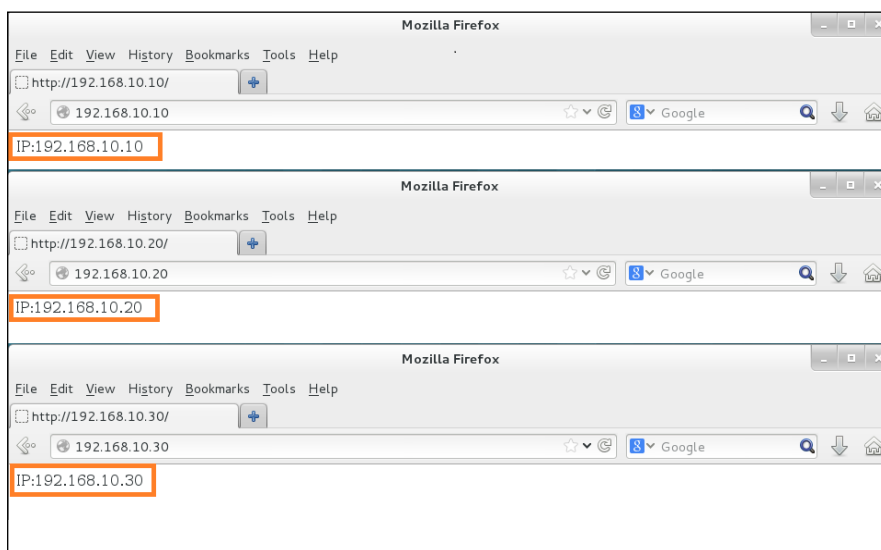 Mozilla Firefox
File Edit View History Bookmarks Tools Help
http://192.168.10.10/
192.168.10.10 8 Google
IP:192.168.10.10
Mozilla Firefox
File Edit View History Bookmarks Tools Help
http://192.168.10.20/
192.168.10.20 8 Google
IP:192.168.10.20
Mozilla Firefox
File Edit View History Bookmarks Tools Help
http://192.168.10.30/
192.168.10.30 8 Google
IP:192.168.10.30